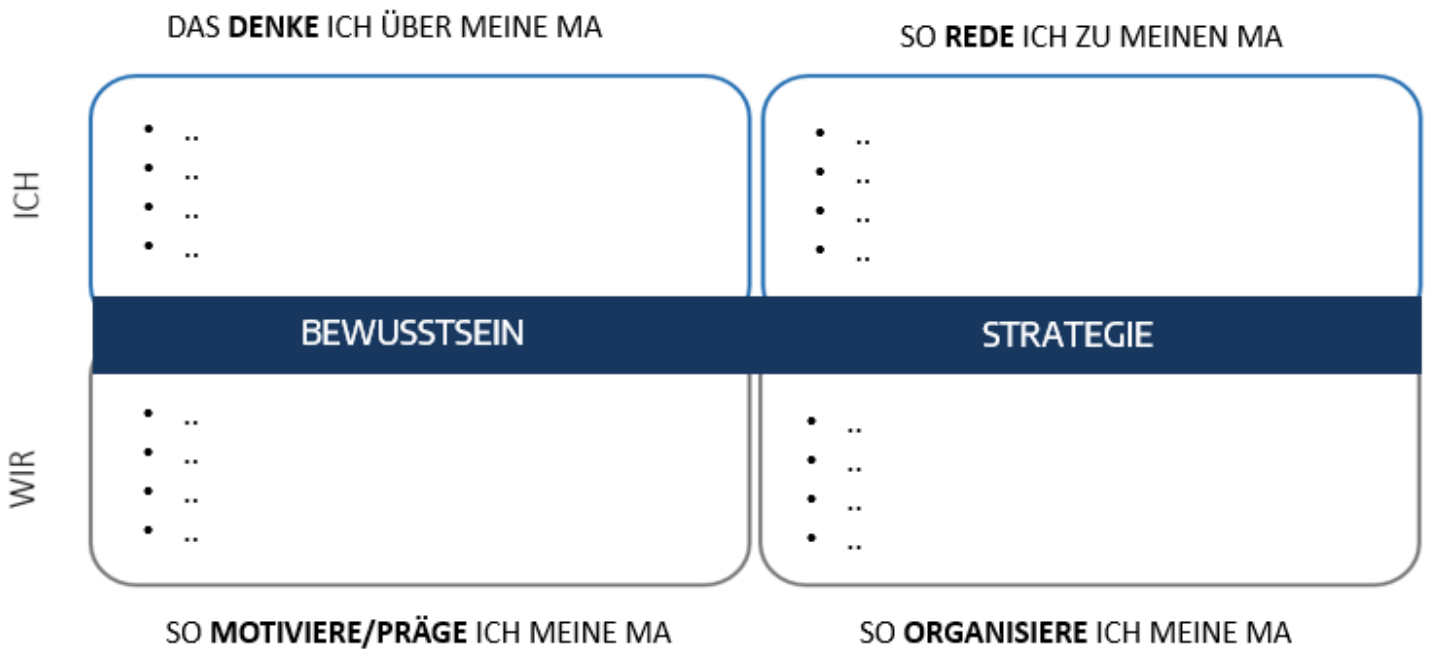 DAS DENKE ICH ÜBER MEINE MA
SO REDE ICH ZU MEINEN MA
ICH
• ..
• ..
• ..
• ..
• ..
• ..
• ..
• ..
BEWUSSTSEIN
STRATEGIE
WIR
• ..
• ..
• ..
• ..
• ..
• ..
• ..
• ..
SO MOTIVIERE/PRÄGE ICH MEINE MA
SO ORGANISIERE ICH MEINE MA